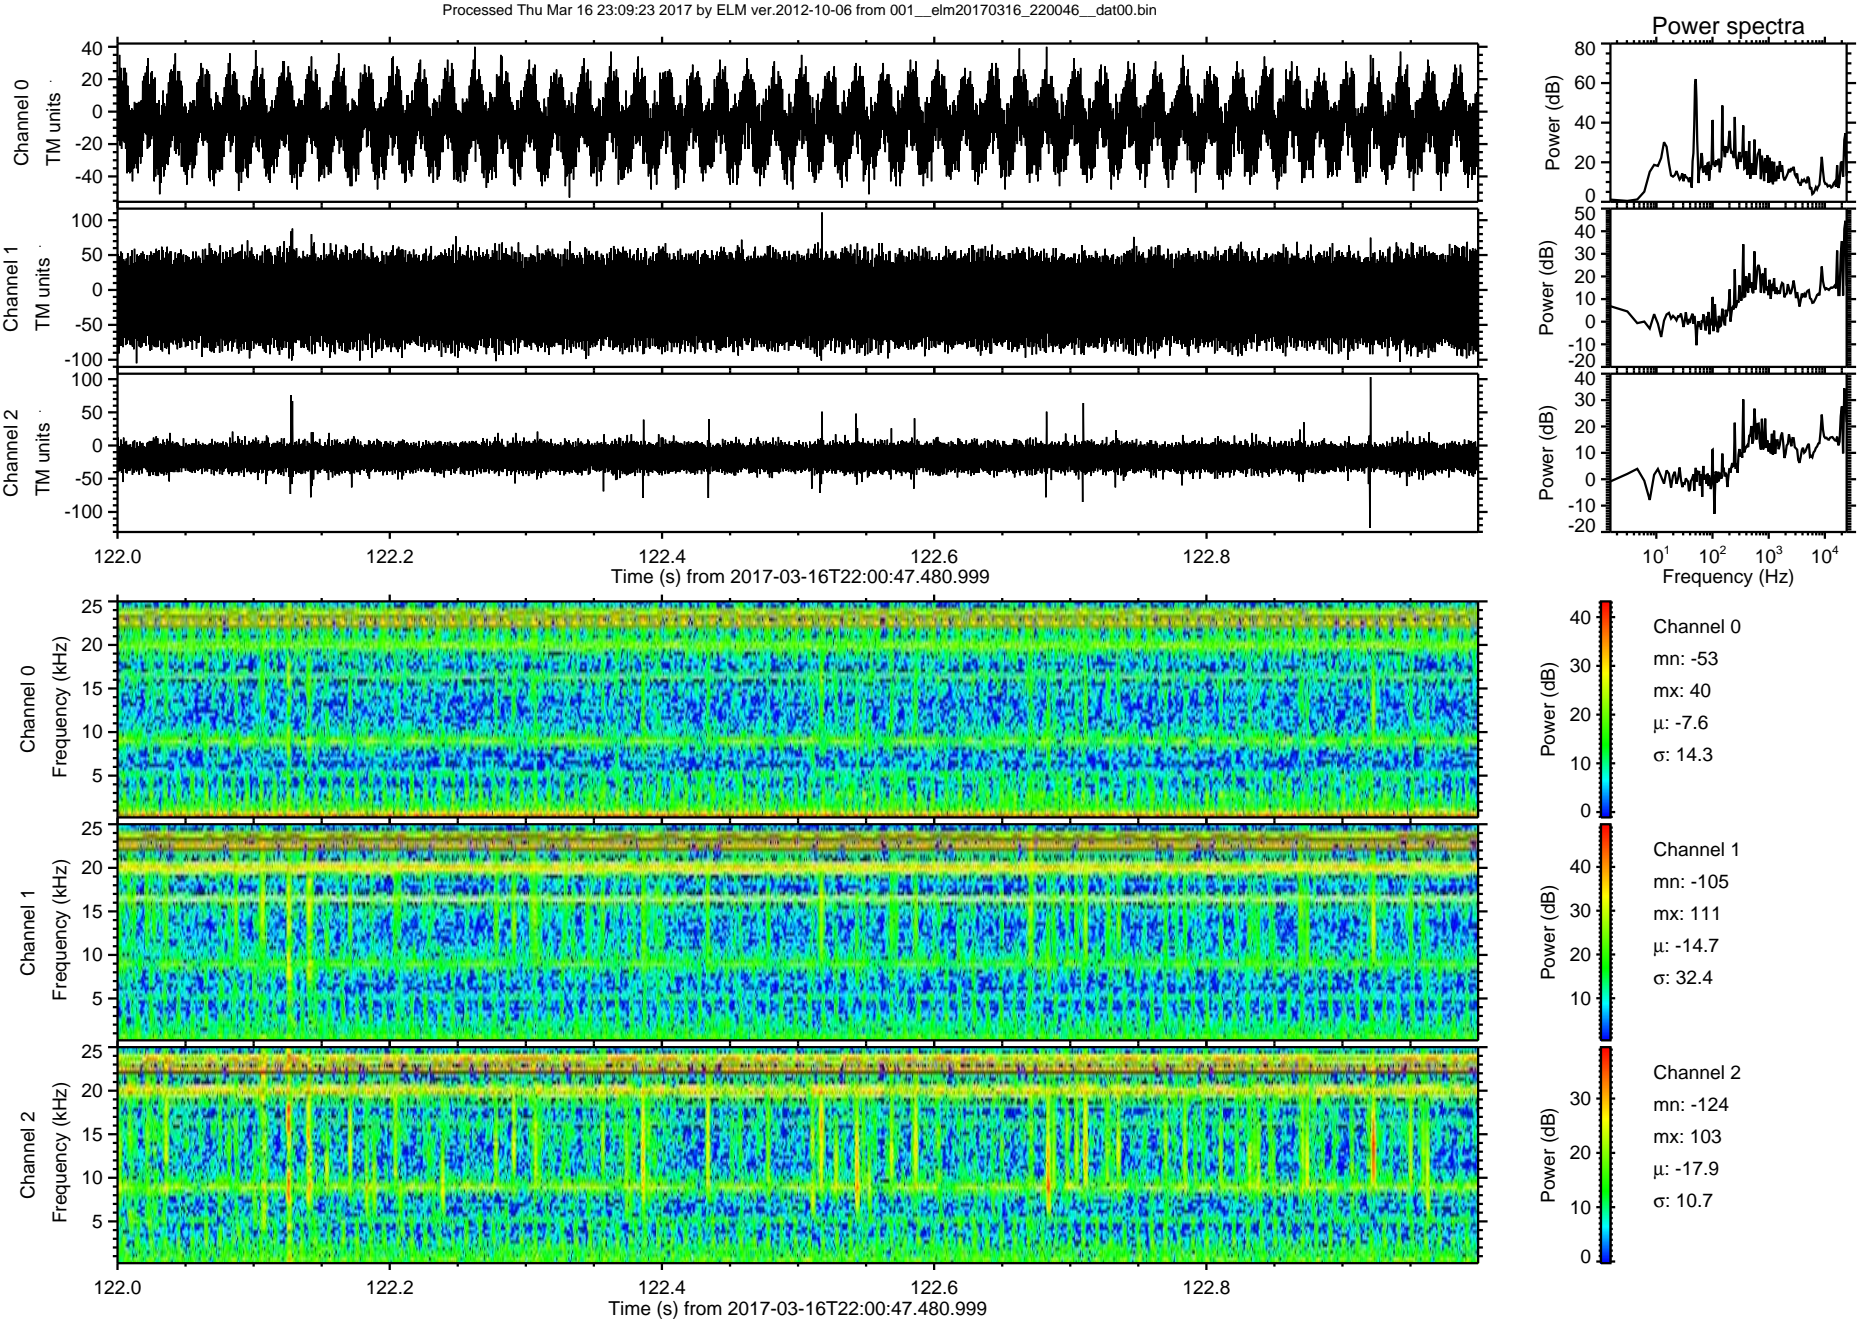 Processed Thu Mar 16 23:09:23 2017 by ELM ver.2012-10-06 from 001__elm20170316_220046__dat00.bin
Power spectra
Channel 0
TM units
40
20
0
-20
-40
Power (dB)
80
60
40
20
0
Channel 1
TM units
100
50
0
-50
-100
Power (dB)
50
40
30
20
10
0
-10
-20
Channel 2
TM units
100
50
0
-50
-100
Power (dB)
40
30
20
10
0
-10
-20
122.0 122.2 122.4 122.6 122.8
Time (s) from 2017-03-16T22:00:47.480.999
10¹ 10² 10³ 10⁴
Frequency (Hz)
Channel 0
Frequency (kHz)
25
20
15
10
5
Power (dB)
40
30
20
10
0
Channel 0
mn: -53
mx: 40
μ: -7.6
σ: 14.3
Channel 1
Frequency (kHz)
25
20
15
10
5
Power (dB)
40
30
20
10
Channel 1
mn: -105
mx: 111
μ: -14.7
σ: 32.4
Channel 2
Frequency (kHz)
25
20
15
10
5
Power (dB)
30
20
10
0
Channel 2
mn: -124
mx: 103
μ: -17.9
σ: 10.7
122.0 122.2 122.4 122.6 122.8
Time (s) from 2017-03-16T22:00:47.480.999